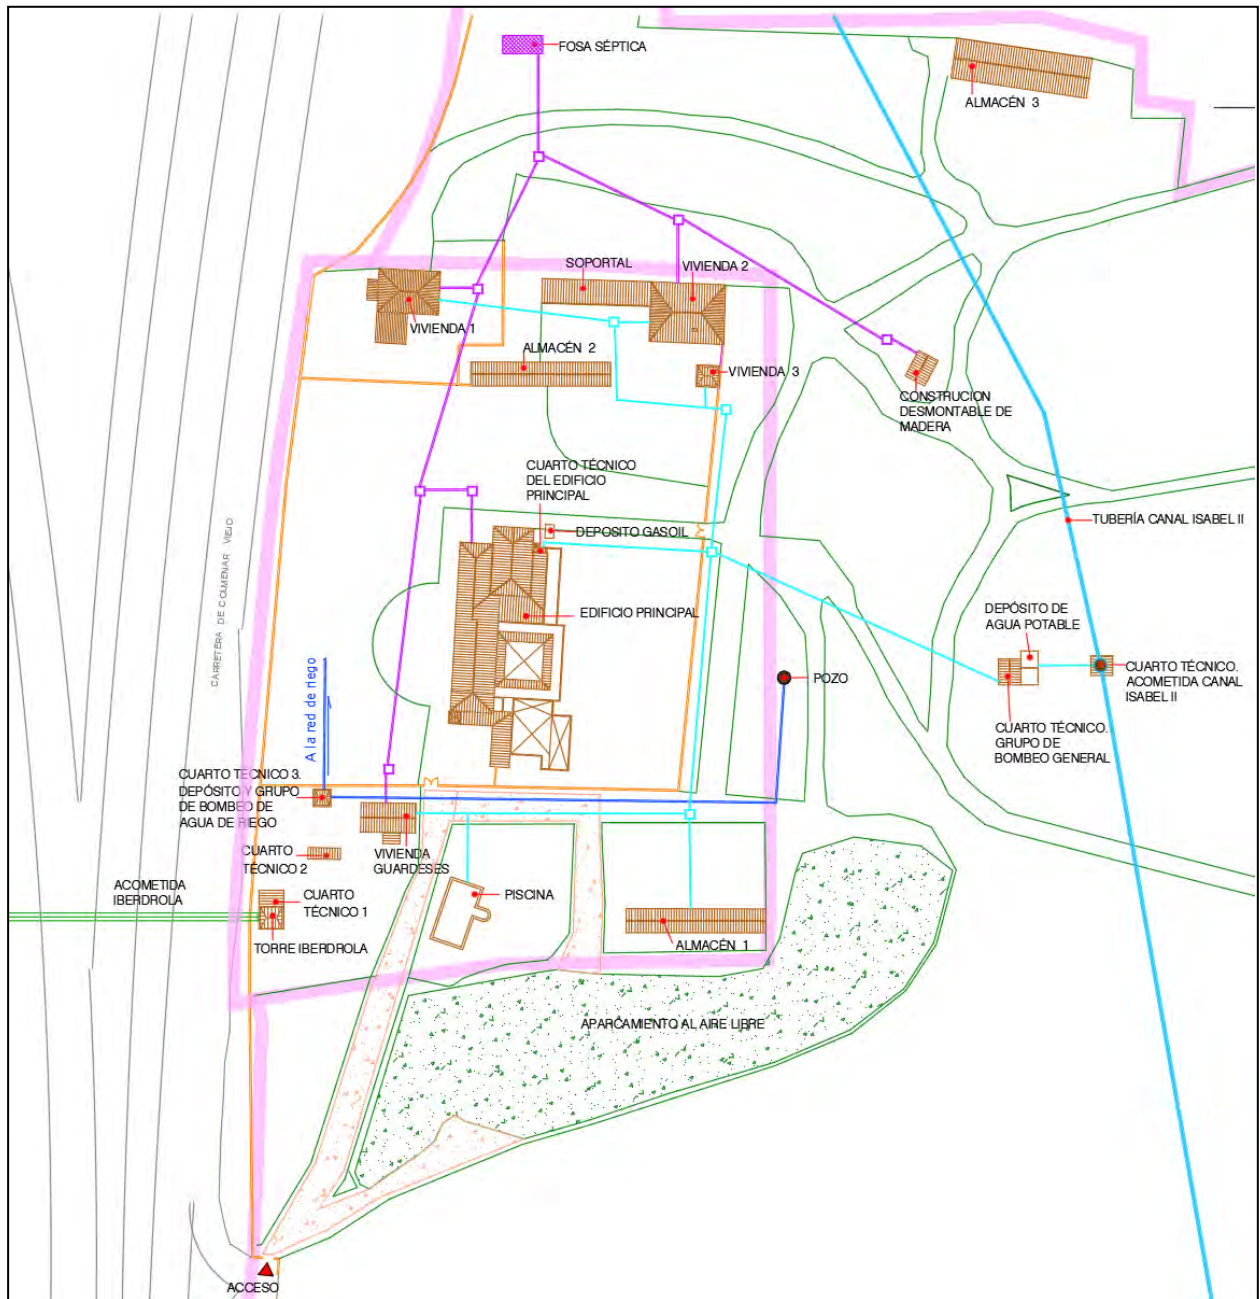 FOSA SÉPTICA
ALMACÉN 3
SOPORTAL
VIVIENDA 2
VIVIENDA 1
ALMACÉN 2
VIVIENDA 3
CONSTRUCION
DESMONTABLE DE
MADERA
CUARTO TÉCNICO
DEL EDIFICIO
PRINCIPAL
DEPOSITO GASOIL
TUBERÍA CANAL ISABEL II
CARRETERA DE COLMENAR VIEJO
EDIFICIO PRINCIPAL
DEPÓSITO DE
AGUA POTABLE
POZO
CUARTO TÉCNICO.
ACOMETIDA CANAL
ISABEL II
A la red de riego
CUARTO TÉCNICO.
GRUPO DE
BOMBEO GENERAL
CUARTO TECNICO 3.
DEPÓSITO Y GRUPO
DE BOMBEO DE
AGUA DE RIEGO
CUARTO
TÉCNICO 2
VIVIENDA
GUARDESES
ACOMETIDA
IBERDROLA
CUARTO
TÉCNICO 1
PISCINA
TORRE IBERDROLA
ALMACÉN 1
APARCAMIENTO AL AIRE LIBRE
ACCESO